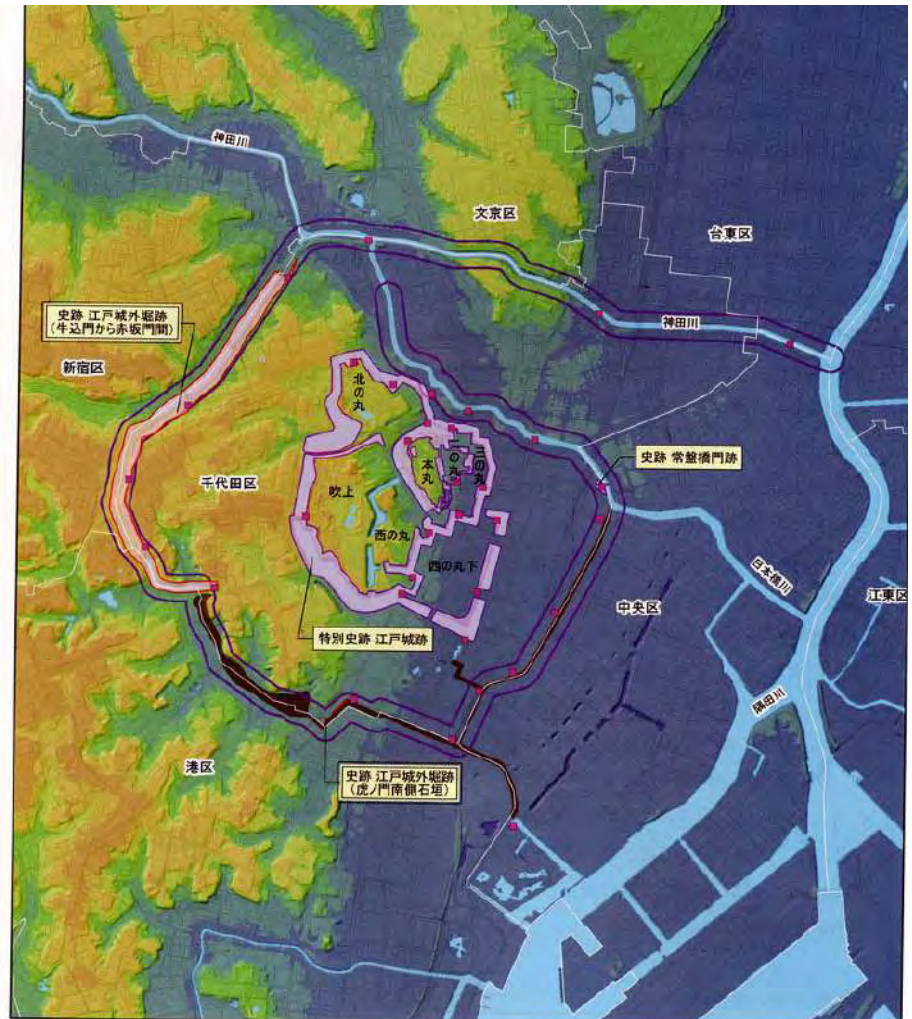 神田川
文京区
台東区
史跡 江戸城外堀跡
(牛込門から赤坂門間)
神田川
新宿区
北の丸
千代田区
本丸
二の丸
三の丸
史跡 常盤橋門跡
吹上
西の丸
西の丸下
日本橋川
江東区
中央区
特別史跡 江戸城跡
隅田川
港区
史跡 江戸城外堀跡
(虎ノ門南側石垣)